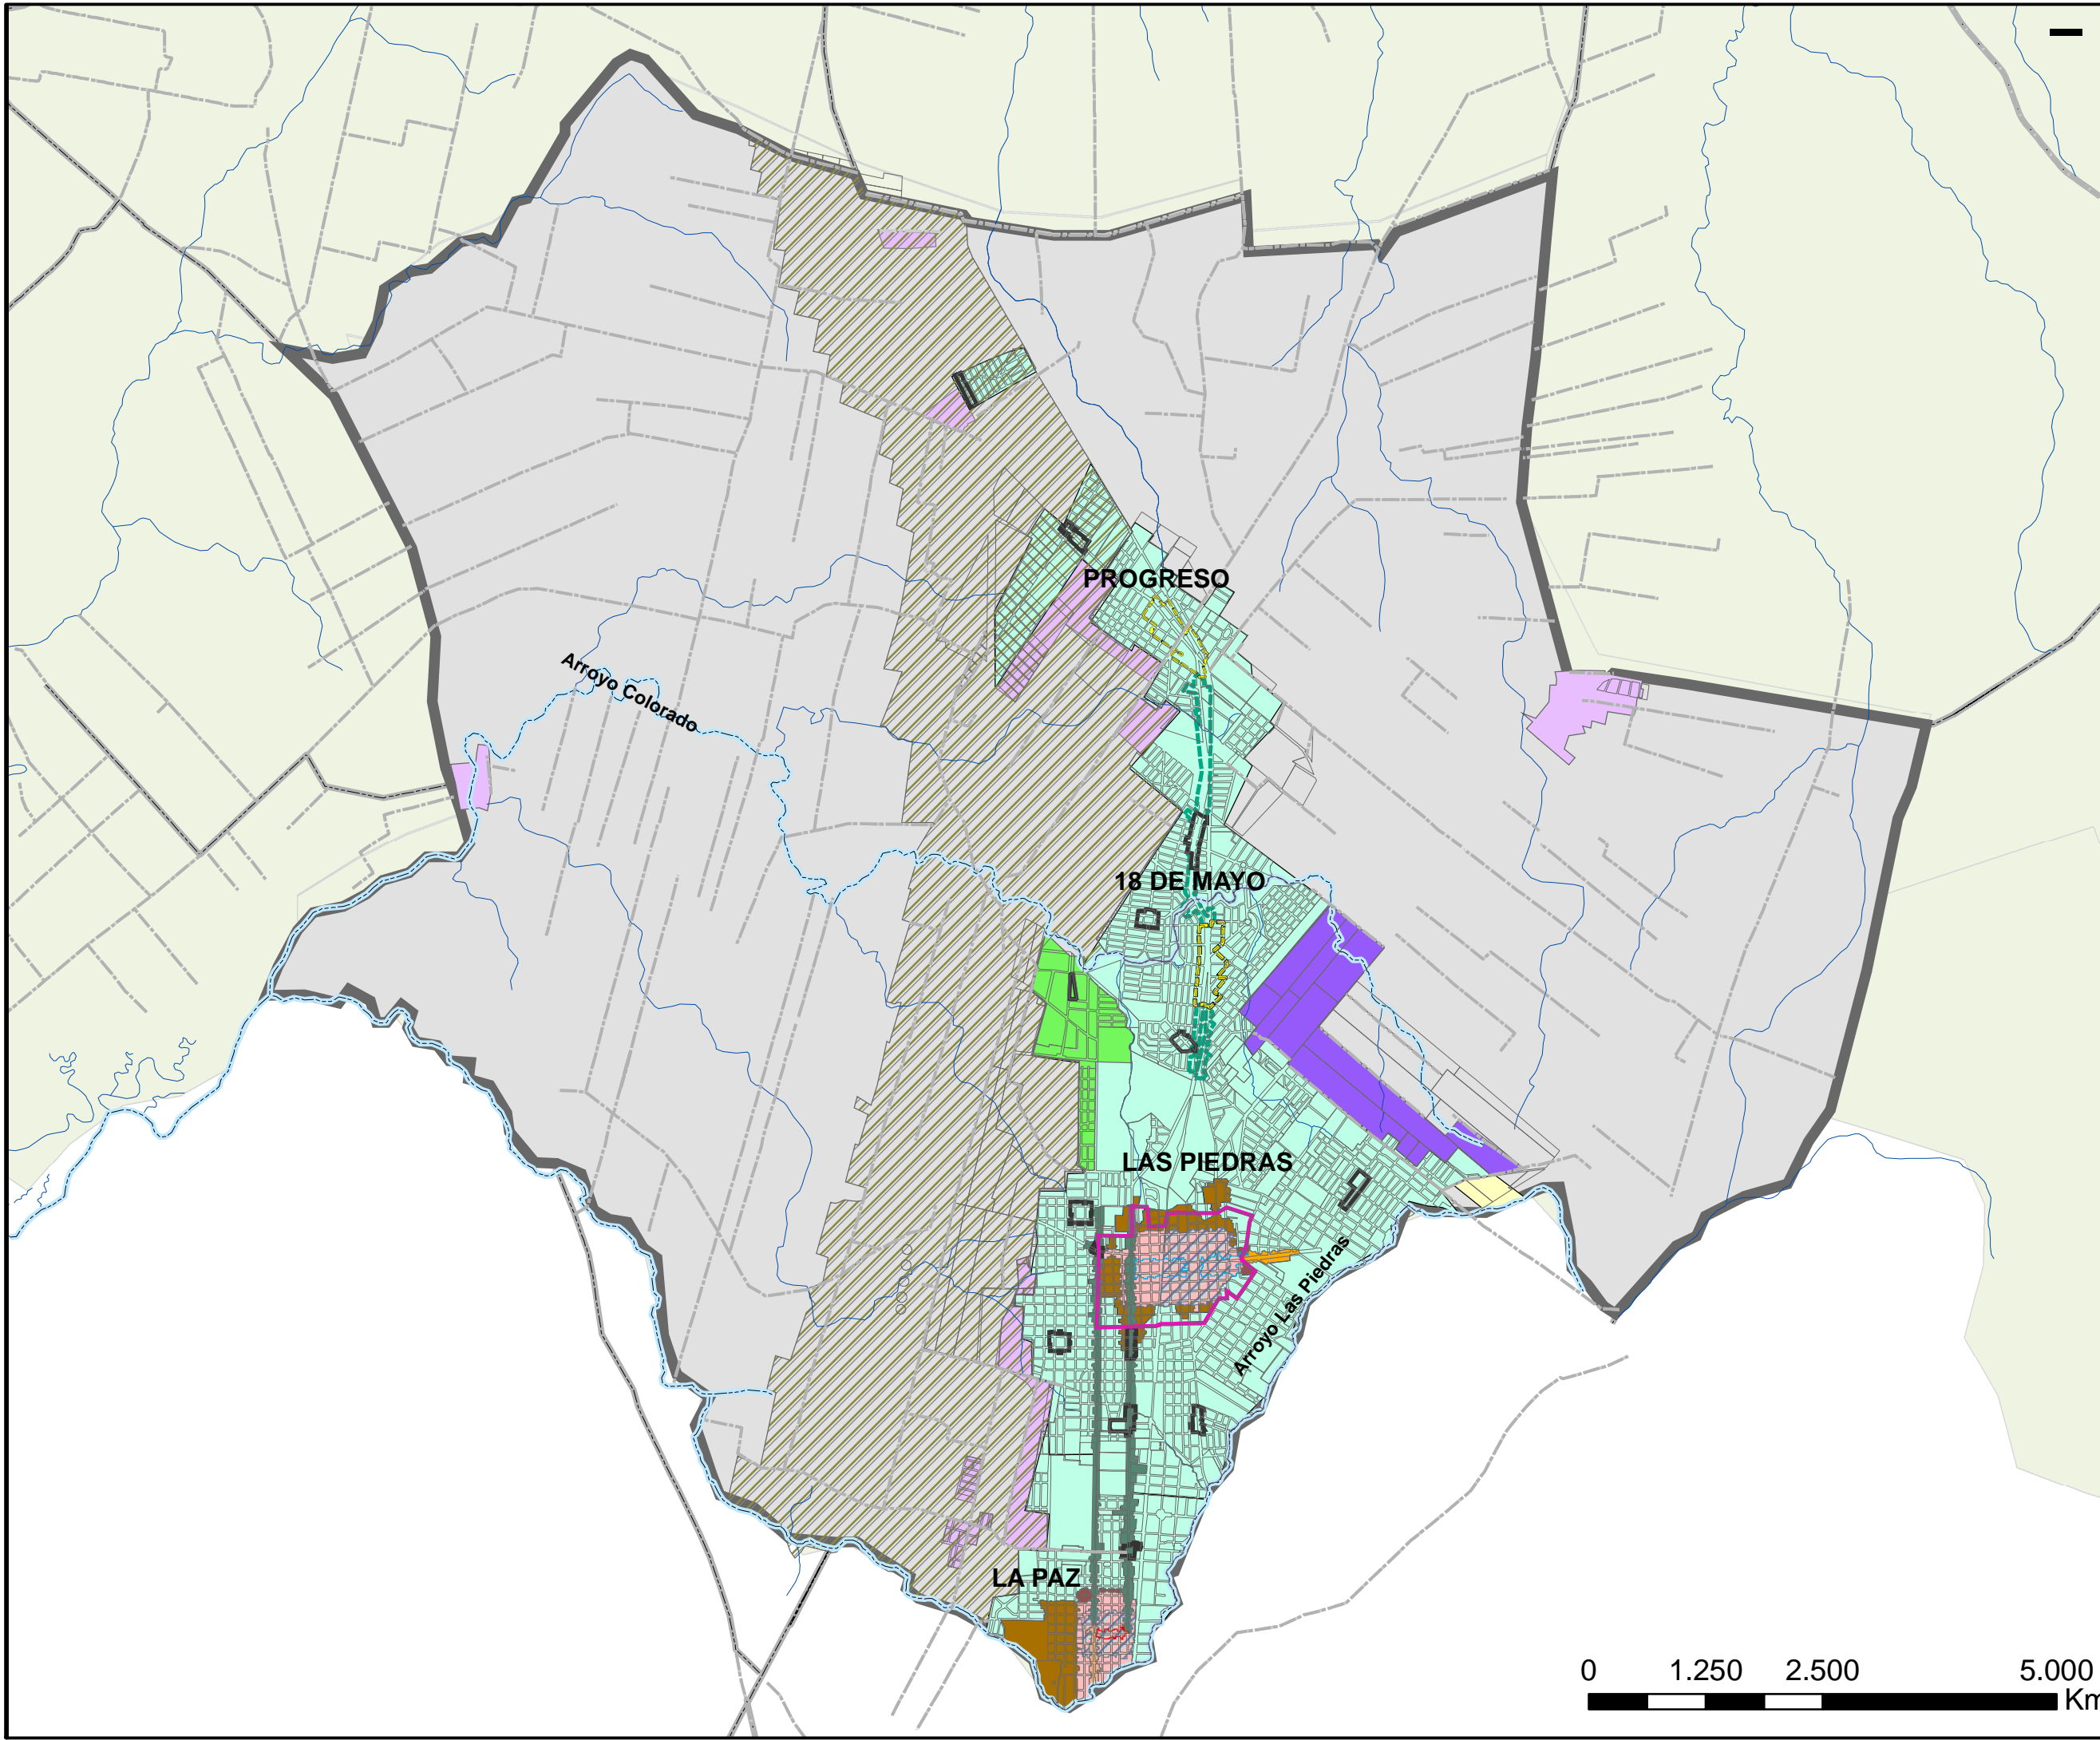 PROGRESO
Arroyo Colorado
18 DE MAYO
LAS PIEDRAS
Arroyo Las Piedras
LA PAZ
0 1.250 2.500 5.000
Km